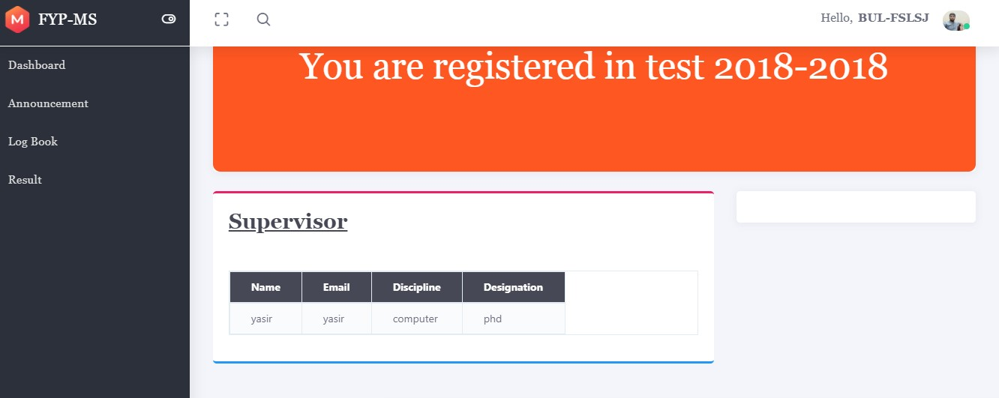 M FYP-MS
Hello, BUL-FSLSJ
Dashboard
Announcement
Log Book
Result
You are registered in test 2018-2018
Supervisor
Name Email Discipline Designation
yasir yasir computer phd